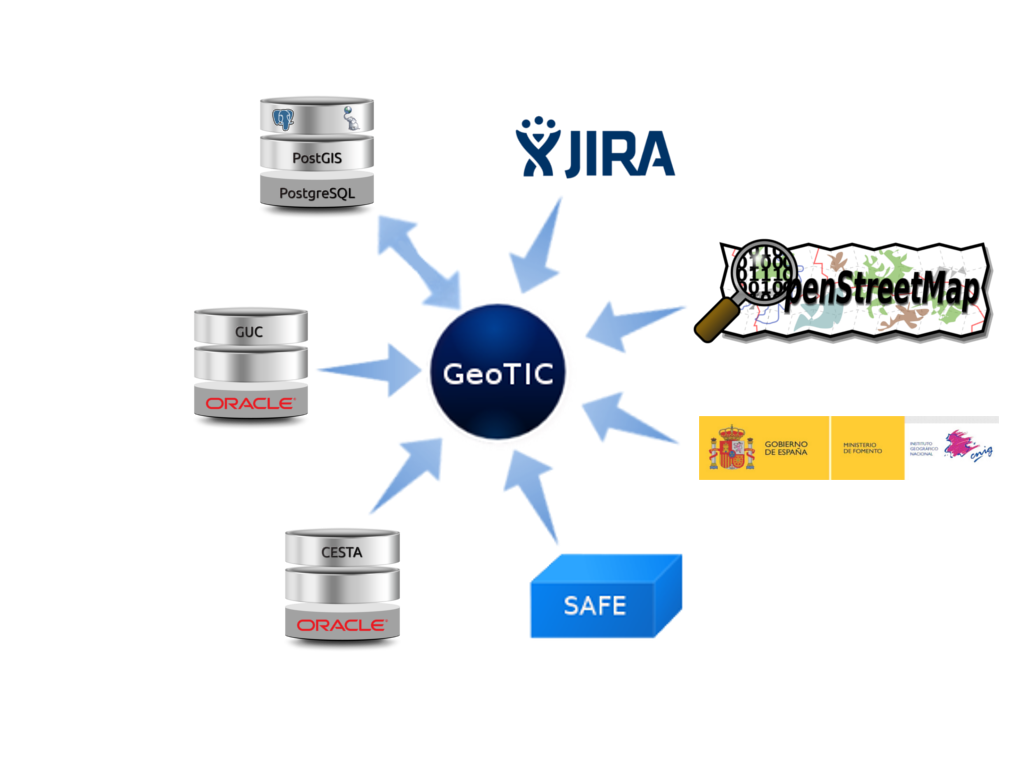 PostGIS
PostgreSQL
JIRA
GUC
ORACLE
GeoTIC
penStreetMap
GOBIERNO
DE ESPAÑA
MINISTERIO
DE FOMENTO
INSTITUTO
GEOGRÁFICO
NACIONAL
cnig
CESTA
ORACLE
SAFE